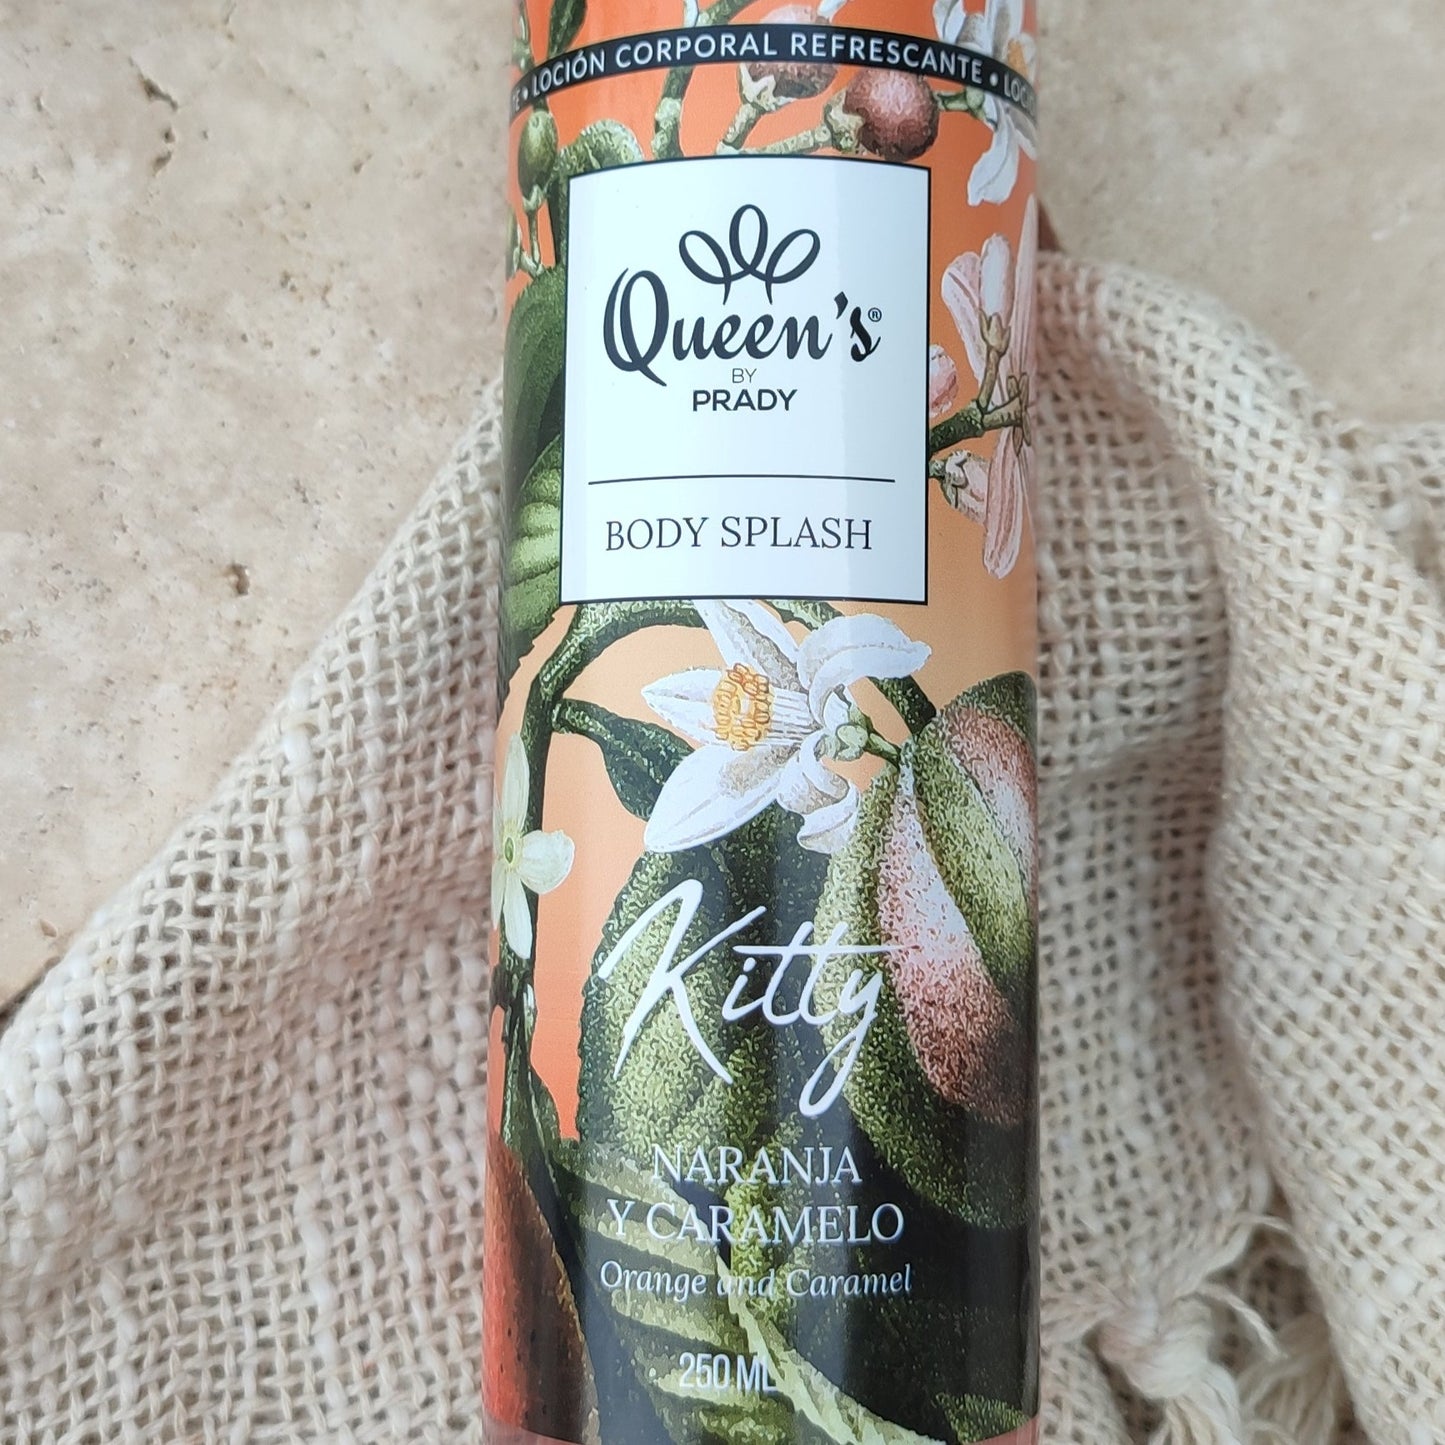 LOCIÓN CORPORAL REFRESCANTE •
Queen's®
BY
PRADY
BODY SPLASH
Kitty
NARANJA
Y CARAMELO
Orange and Caramel
250 ML